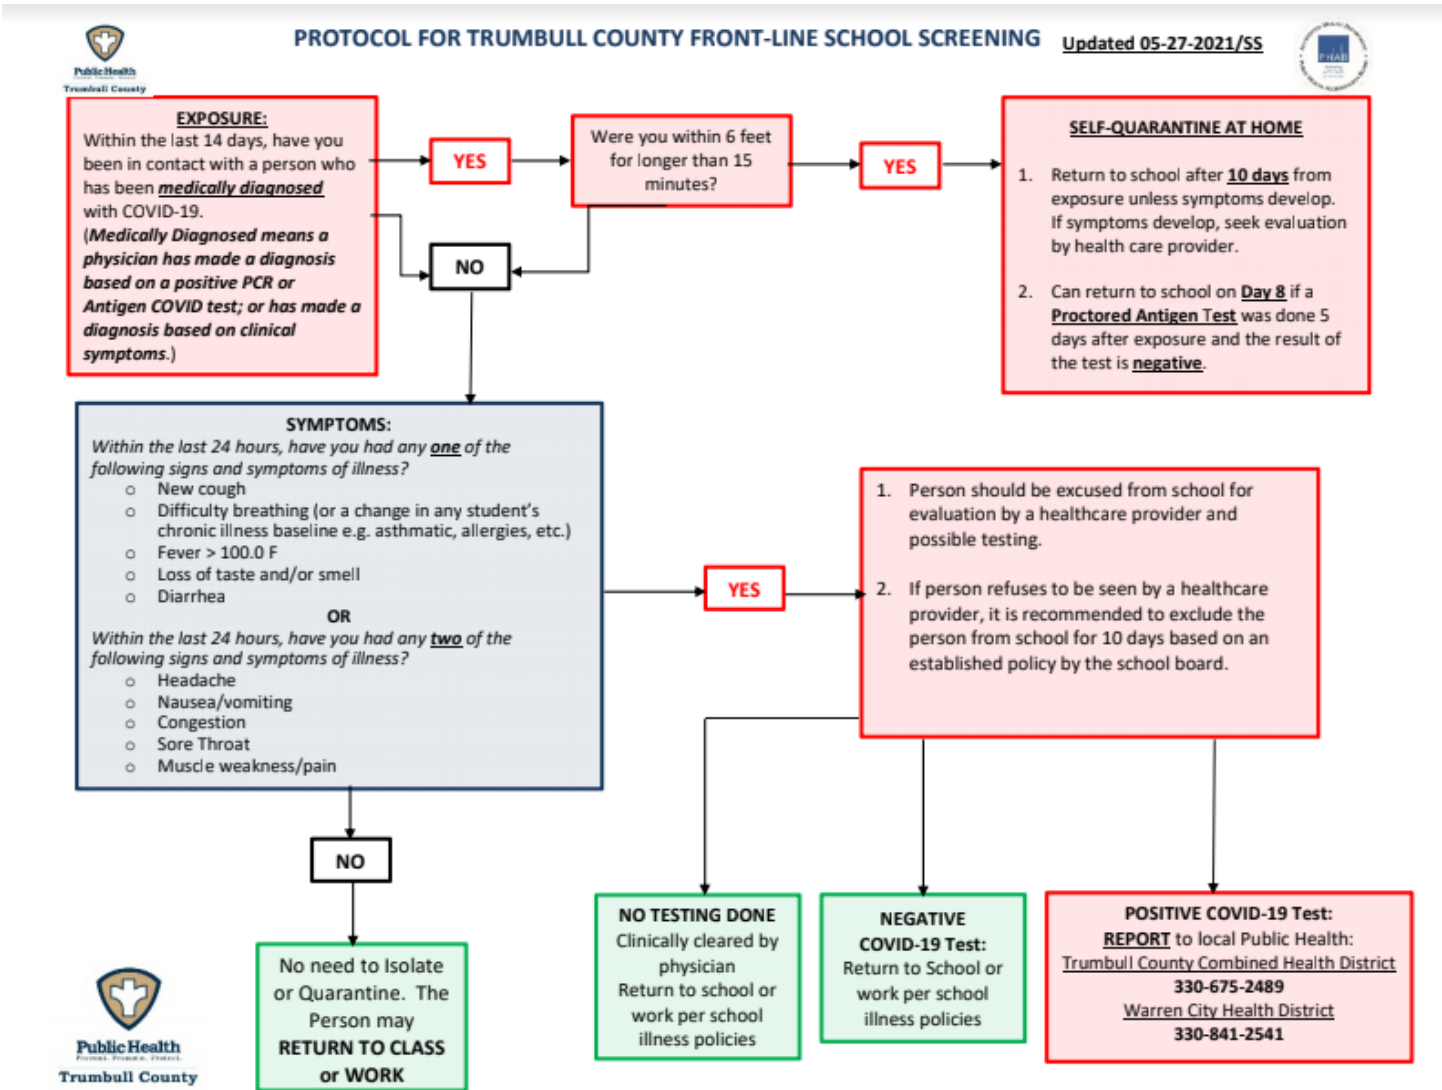 PROTOCOL FOR TRUMBULL COUNTY FRONT-LINE SCHOOL SCREENING
Updated 05-27-2021/SS
Public Health
Trumbull County
PHAB
EXPOSURE:
Within the last 14 days, have you
been in contact with a person who
has been medically diagnosed
with COVID-19.
(Medically Diagnosed means a
physician has made a diagnosis
based on a positive PCR or
Antigen COVID test; or has made a
diagnosis based on clinical
symptoms.)
YES
NO
Were you within 6 feet
for longer than 15
minutes?
YES
SELF-QUARANTINE AT HOME
1. Return to school after 10 days from
exposure unless symptoms develop.
If symptoms develop, seek evaluation
by health care provider.
2. Can return to school on Day 8 if a
Proctored Antigen Test was done 5
days after exposure and the result of
the test is negative.
SYMPTOMS:
Within the last 24 hours, have you had any one of the
following signs and symptoms of illness?
o New cough
o Difficulty breathing (or a change in any student's
chronic illness baseline e.g. asthmatic, allergies, etc.)
o Fever > 100.0 F
o Loss of taste and/or smell
o Diarrhea
OR
Within the last 24 hours, have you had any two of the
following signs and symptoms of illness?
o Headache
o Nausea/vomiting
o Congestion
o Sore Throat
o Muscle weakness/pain
YES
1. Person should be excused from school for
evaluation by a healthcare provider and
possible testing.
2. If person refuses to be seen by a healthcare
provider, it is recommended to exclude the
person from school for 10 days based on an
established policy by the school board.
NO
No need to Isolate
or Quarantine. The
Person may
RETURN TO CLASS
or WORK
NO TESTING DONE
Clinically cleared by
physician
Return to school or
work per school
illness policies
NEGATIVE
COVID-19 Test:
Return to School or
work per school
illness policies
POSITIVE COVID-19 Test:
REPORT to local Public Health:
Trumbull County Combined Health District
330-675-2489
Warren City Health District
330-841-2541
Public Health
Prevent. Promote. Protect.
Trumbull County